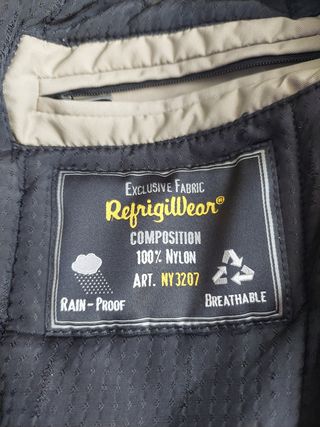 Exclusive Fabric
RefrigiWear®
COMPOSITION
100% NYLON
ART. NY3207
RAIN-PROOF
BREATHABLE